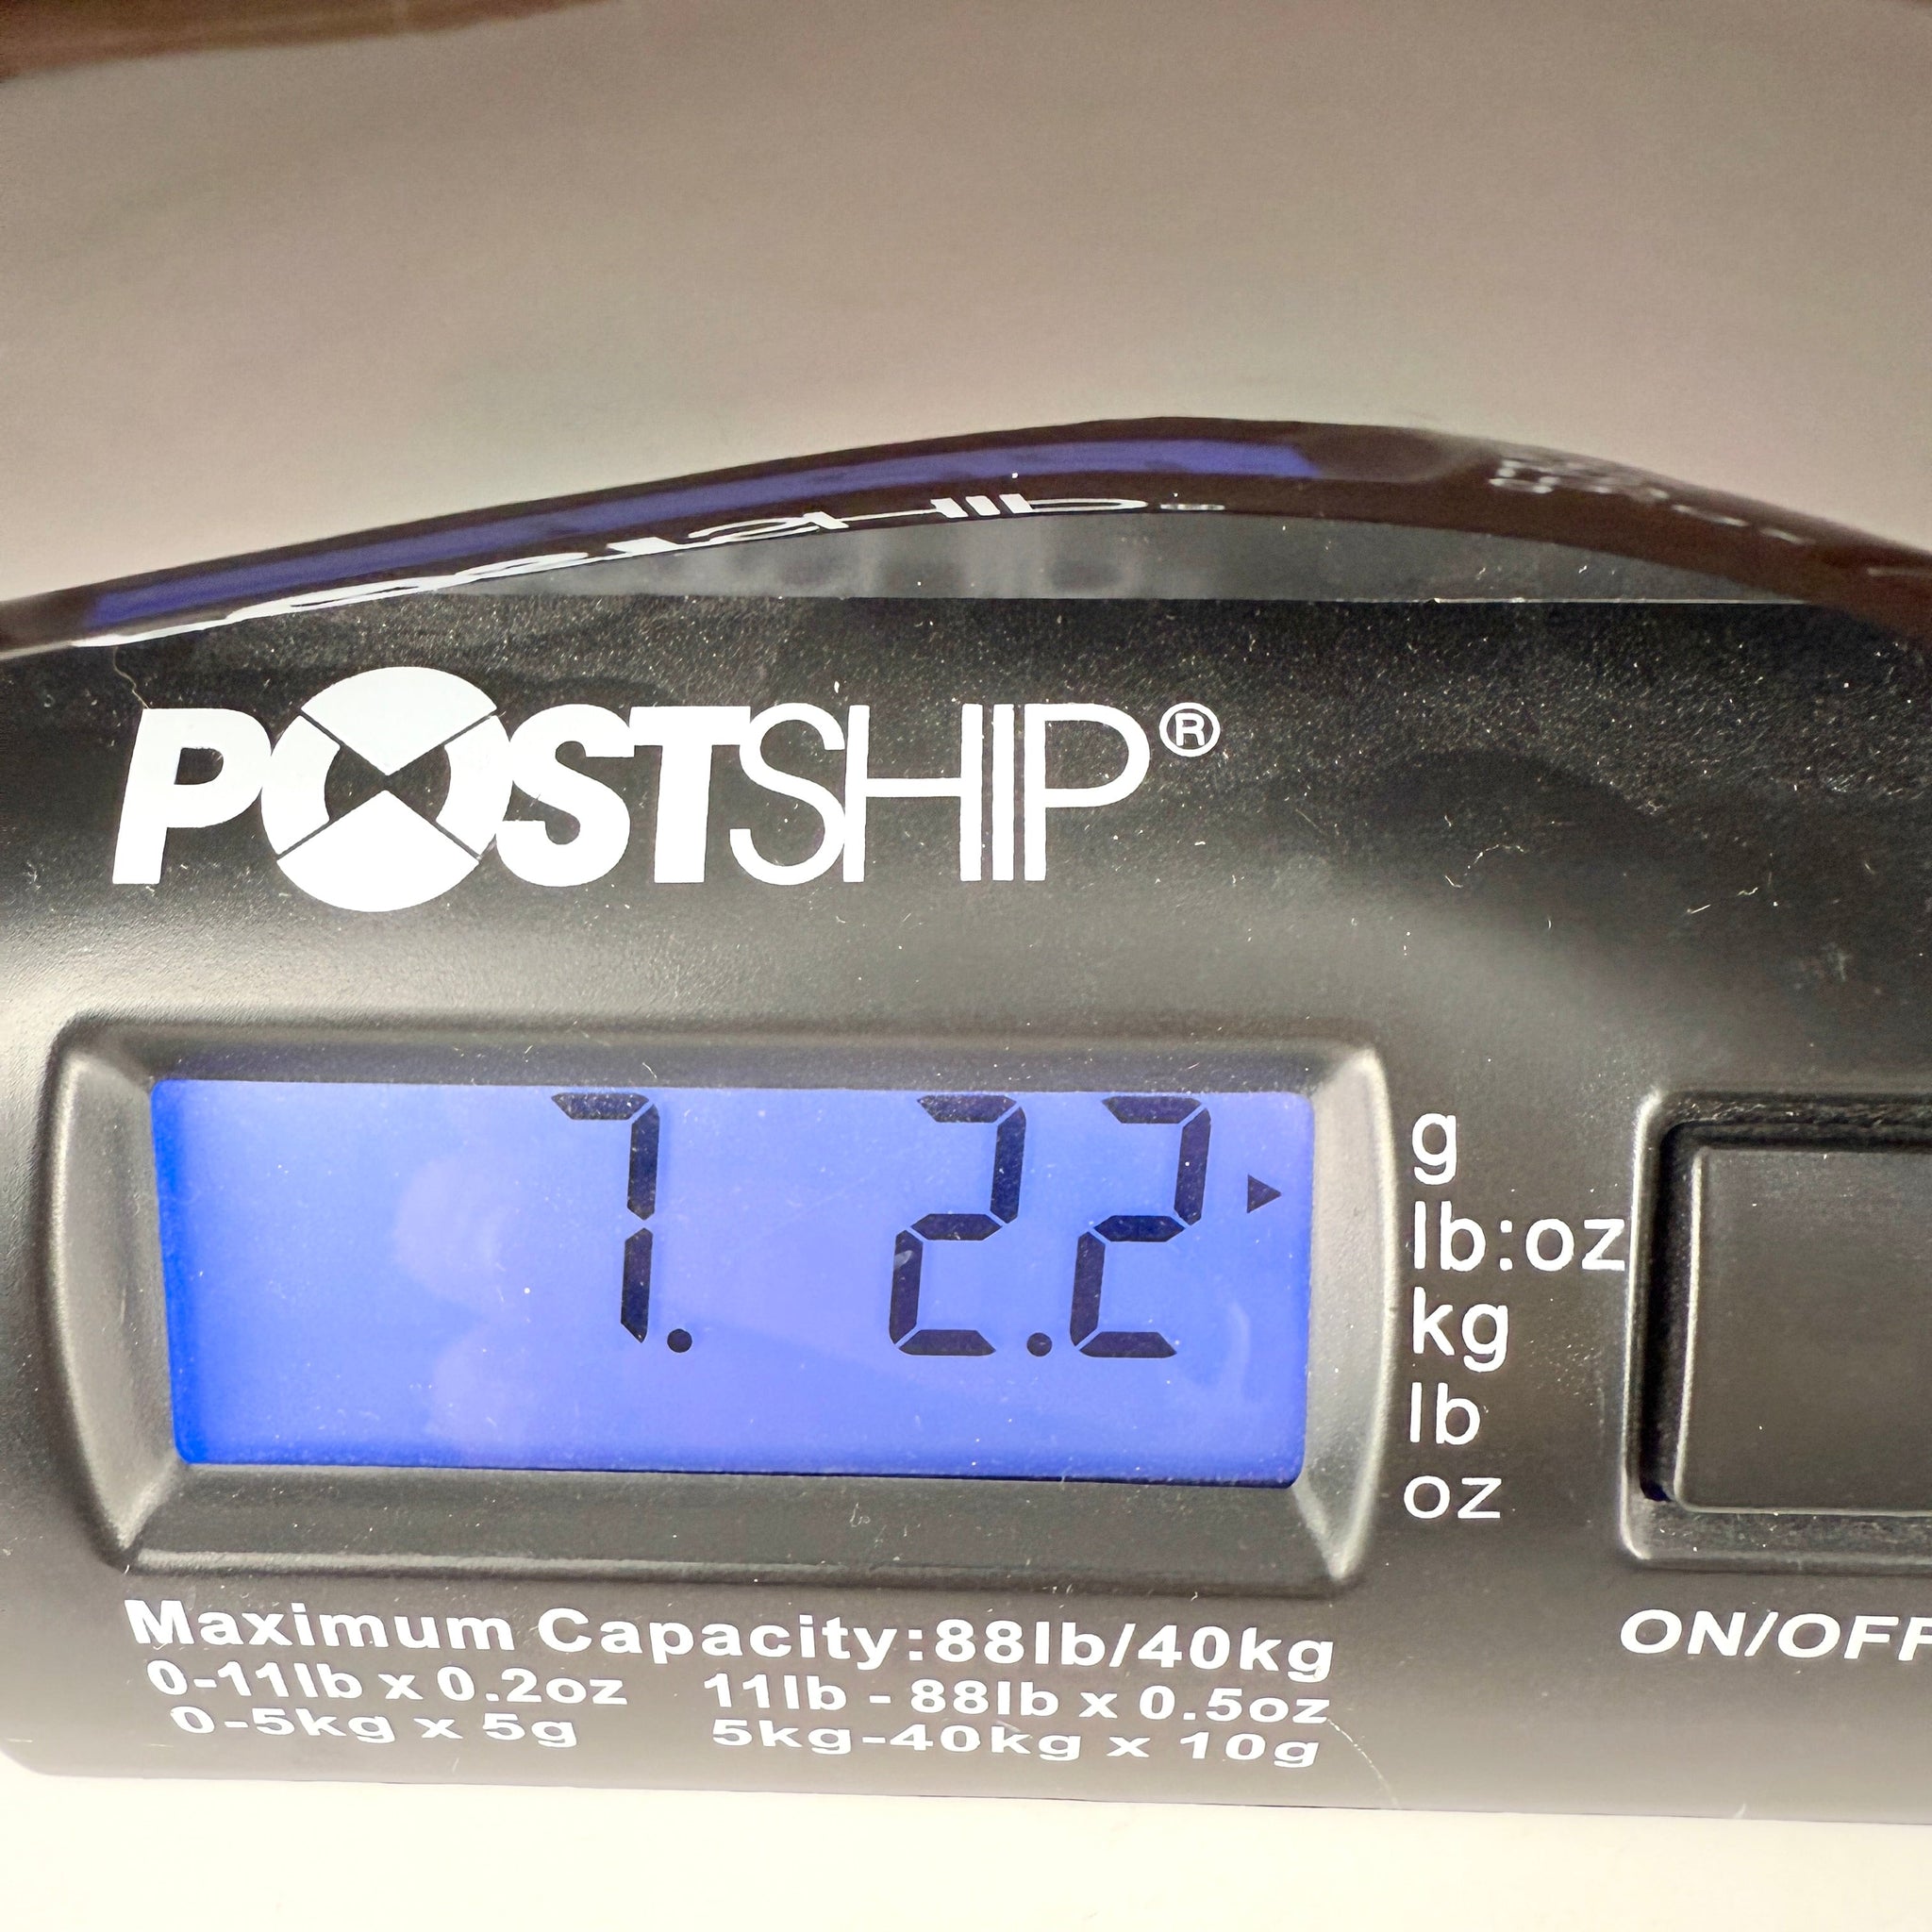 POSTSHIP®
7. 2.2
g
lb:oz
kg
lb
oz
ON/OFF
Maximum Capacity:88lb/40kg
0-11lb x 0.2oz 11lb - 88lb x 0.5oz
0-5kg x 5g 5kg-40kg x 10g